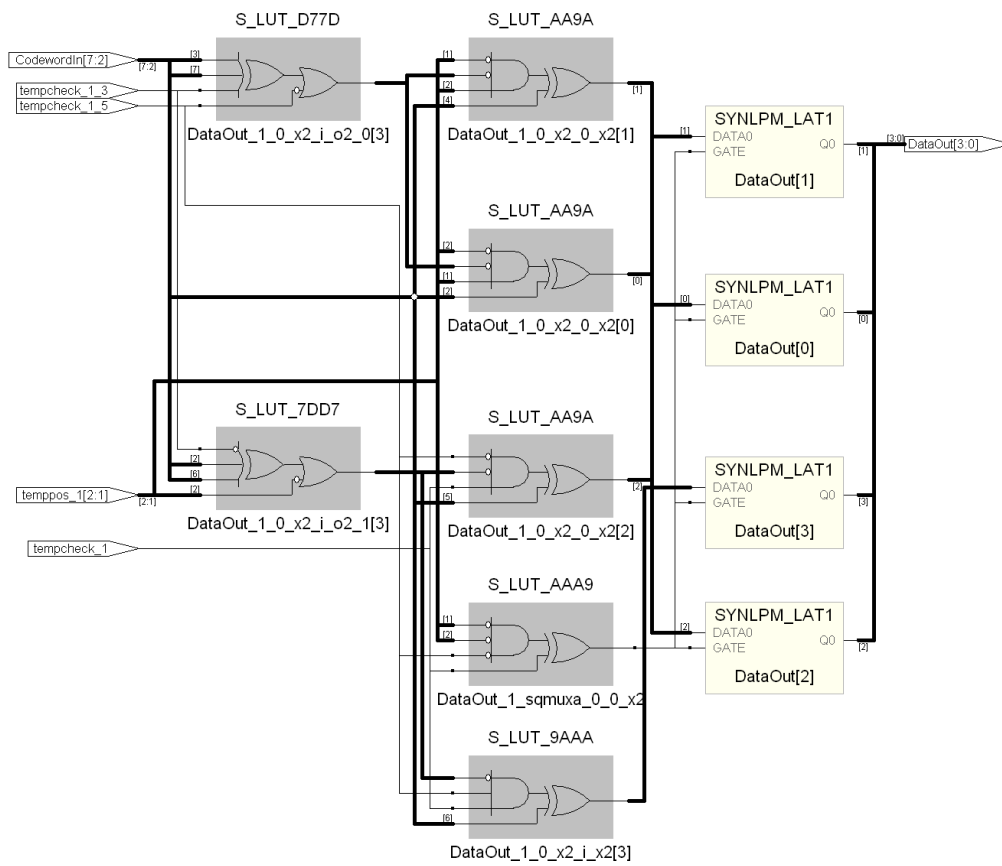 S_LUT_D77D
S_LUT_AA9A
CodewordIn[7:2]
[7:2]
[3]
[7]
tempcheck_1_3
tempcheck_1_5
DataOut_1_0_x2_i_o2_0[3]
[1]
[2]
[4]
[1]
DataOut_1_0_x2_0_x2[1]
SYNLPM_LAT1
[1]
DATA0
GATE
Q0
[1]
DataOut[1]
[3:0]
DataOut[3:0]
S_LUT_AA9A
[2]
[1]
[2]
[0]
DataOut_1_0_x2_0_x2[0]
SYNLPM_LAT1
[0]
DATA0
GATE
Q0
[0]
DataOut[0]
S_LUT_7DD7
[2]
[6]
[2]
DataOut_1_0_x2_i_o2_1[3]
temppos_1[2:1]
[2:1]
tempcheck_1
S_LUT_AA9A
[5]
[2]
DataOut_1_0_x2_0_x2[2]
SYNLPM_LAT1
DATA0
GATE
Q0
[3]
DataOut[3]
S_LUT_AAA9
[1]
[2]
DataOut_1_sqmuxa_0_0_x2
SYNLPM_LAT1
[2]
DATA0
GATE
Q0
[2]
DataOut[2]
S_LUT_9AAA
[6]
DataOut_1_0_x2_i_x2[3]